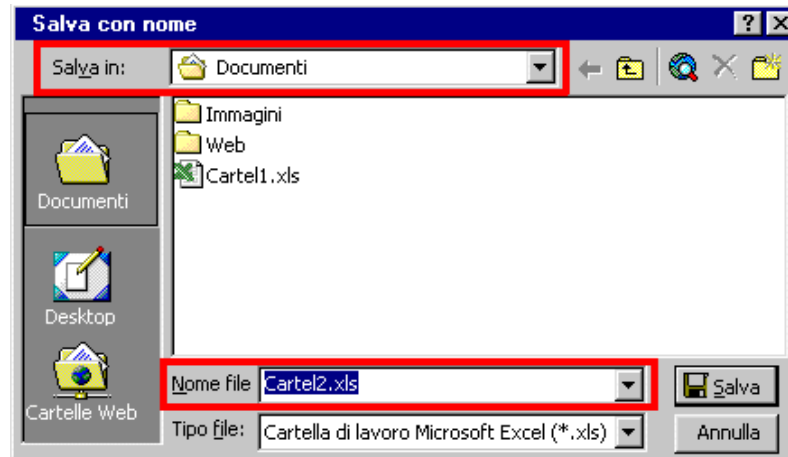 Salva con nome
Salva in: Documenti
Immagini
Web
Cartel1.xls
Documenti
Desktop
Cartelle Web
Nome file Cartel2.xls Salva
Tipo file: Cartella di lavoro Microsoft Excel (*.xls) Annulla